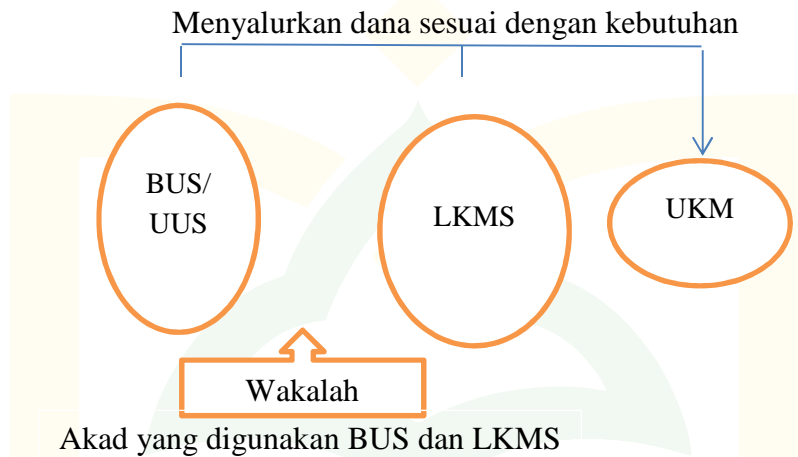 Menyalurkan dana sesuai dengan kebutuhan
BUS/
UUS
LKMS
UKM
Wakalah
Akad yang digunakan BUS dan LKMS